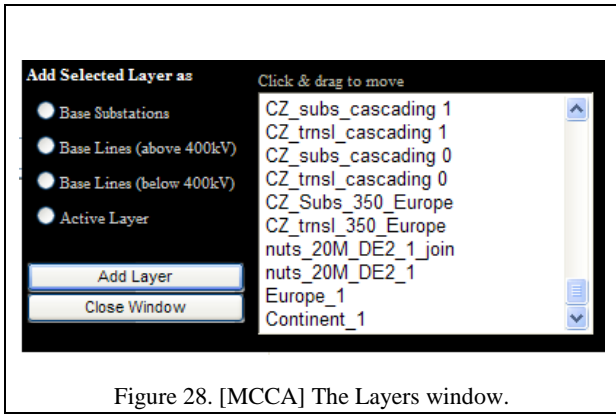 Add Selected Layer as
Base Substations
Base Lines (above 400kV)
Base Lines (below 400kV)
Active Layer
Add Layer
Close Window
Click & drag to move
CZ_subs_cascading 1
CZ_trnsl_cascading 1
CZ_subs_cascading 0
CZ_trnsl_cascading 0
CZ_Subs_350_Europe
CZ_trnsl_350_Europe
nuts_20M_DE2_1_join
nuts_20M_DE2_1
Europe_1
Continent_1
Figure 28. [MCCA] The Layers window.